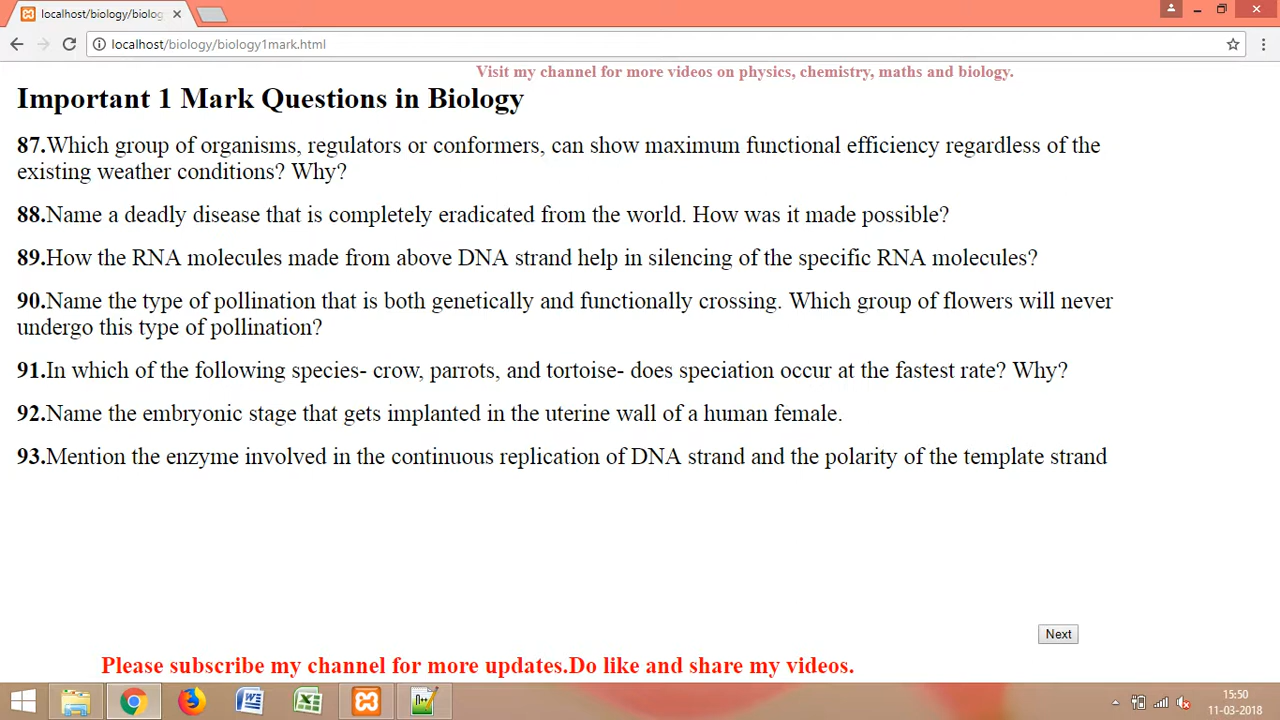 localhost/biology/biolog
localhost/biology/biology1mark.html
Visit my channel for more videos on physics, chemistry, maths and biology.
Important 1 Mark Questions in Biology
87.Which group of organisms, regulators or conformers, can show maximum functional efficiency regardless of the
existing weather conditions? Why?
88.Name a deadly disease that is completely eradicated from the world. How was it made possible?
89.How the RNA molecules made from above DNA strand help in silencing of the specific RNA molecules?
90.Name the type of pollination that is both genetically and functionally crossing. Which group of flowers will never
undergo this type of pollination?
91.In which of the following species- crow, parrots, and tortoise- does speciation occur at the fastest rate? Why?
92.Name the embryonic stage that gets implanted in the uterine wall of a human female.
93.Mention the enzyme involved in the continuous replication of DNA strand and the polarity of the template strand
Next
Please subscribe my channel for more updates.Do like and share my videos.
15:50
11-03-2018